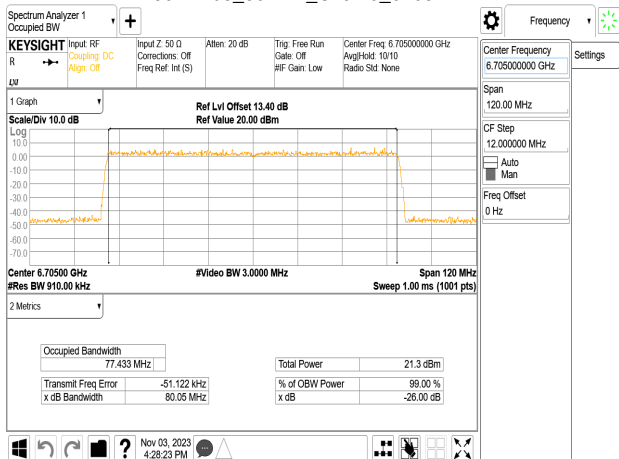 Spectrum Analyzer 1
Occupied BW
Frequency
KEYSIGHT
R
LXI
Input: RF
Coupling: DC
Align: Off
Input Z: 50 Ω
Corrections: Off
Freq Ref: Int (S)
Atten: 20 dB
Trig: Free Run
Gate: Off
#IF Gain: Low
Center Freq: 6.705000000 GHz
Avg|Hold: 10/10
Radio Std: None
Center Frequency
6.705000000 GHz
Settings
Span
120.00 MHz
CF Step
12.000000 MHz
Auto
Man
Freq Offset
0 Hz
1 Graph
Scale/Div 10.0 dB
Ref Lvl Offset 13.40 dB
Ref Value 20.00 dBm
Log
10.0
0.00
-10.0
-20.0
-30.0
-40.0
-50.0
-60.0
-70.0
Center 6.70500 GHz
#Video BW 3.0000 MHz
Span 120 MHz
#Res BW 910.00 kHz
Sweep 1.00 ms (1001 pts)
2 Metrics
Occupied Bandwidth
77.433 MHz
Total Power 21.3 dBm
Transmit Freq Error -51.122 kHz
% of OBW Power 99.00 %
x dB Bandwidth 80.05 MHz
x dB -26.00 dB
?
Nov 03, 2023
4:28:23 PM